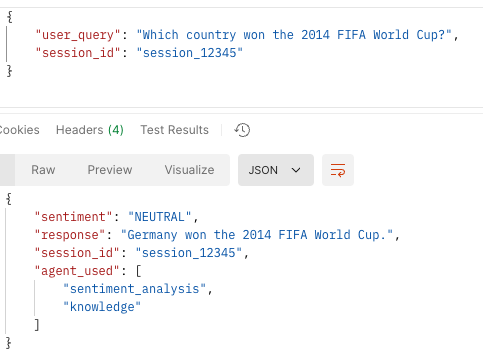 {
"user_query": "Which country won the 2014 FIFA World Cup?",
"session_id": "session_12345"
}
Cookies Headers (4) Test Results
Raw Preview Visualize JSON
{
"sentiment": "NEUTRAL",
"response": "Germany won the 2014 FIFA World Cup.",
"session_id": "session_12345",
"agent_used": [
"sentiment_analysis",
"knowledge"
]
}